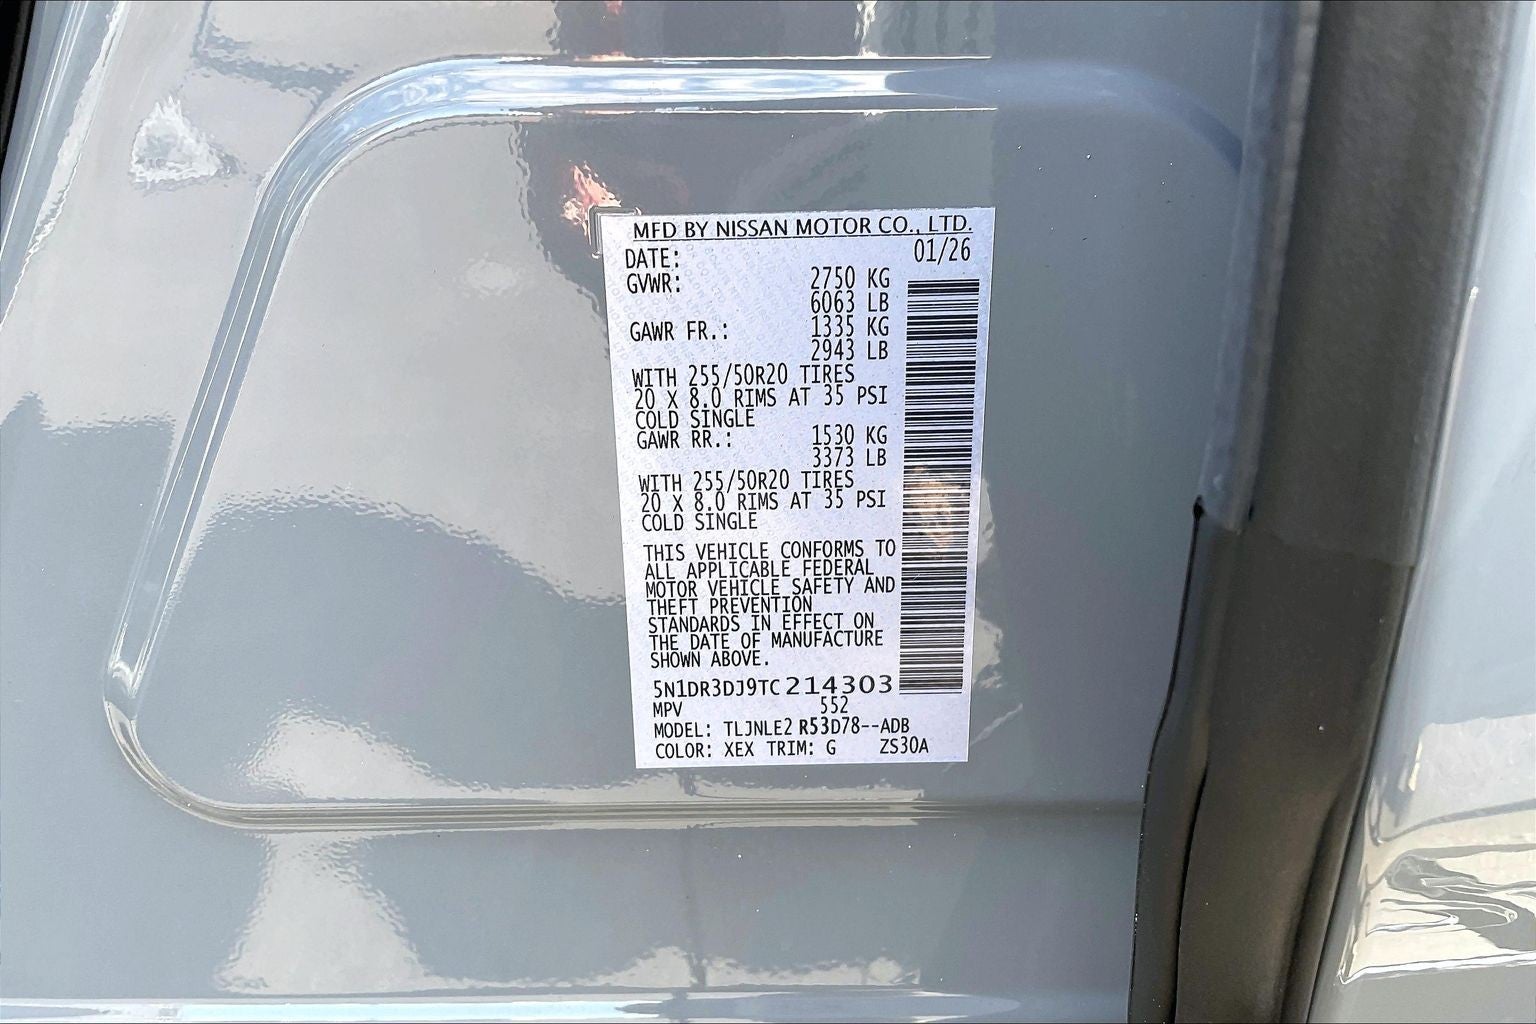 MFD BY NISSAN MOTOR CO., LTD.
DATE: 01/26
GVWR: 2750 KG
6063 LB
GAWR FR.: 1335 KG
2943 LB
WITH 255/50R20 TIRES
20 X 8.0 RIMS AT 35 PSI
COLD SINGLE
GAWR RR.: 1530 KG
3373 LB
WITH 255/50R20 TIRES
20 X 8.0 RIMS AT 35 PSI
COLD SINGLE
THIS VEHICLE CONFORMS TO
ALL APPLICABLE FEDERAL
MOTOR VEHICLE SAFETY AND
THEFT PREVENTION
STANDARDS IN EFFECT ON
THE DATE OF MANUFACTURE
SHOWN ABOVE.
5N1DR3DJ9TC214303
MPV 552
MODEL: TLJNLE2 R53D78--ADB
COLOR: XEX TRIM: G ZS30A